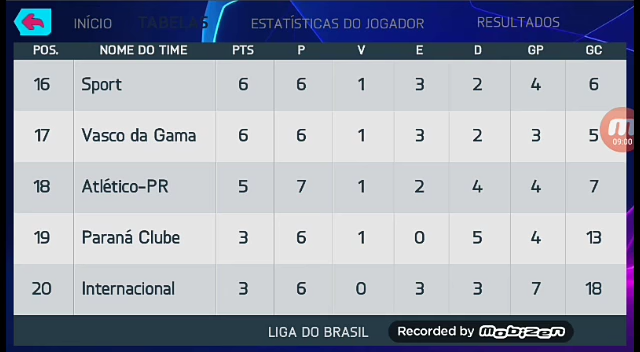 INÍCIO TABELAS ESTATÍSTICAS DO JOGADOR RESULTADOS
POS. NOME DO TIME PTS P V E D GP GC
16 Sport 6 6 1 3 2 4 6
17 Vasco da Gama 6 6 1 3 2 3 5
09:00
18 Atlético-PR 5 7 1 2 4 4 7
19 Paraná Clube 3 6 1 0 5 4 13
20 Internacional 3 6 0 3 3 7 18
LIGA DO BRASIL Recorded by mobizen